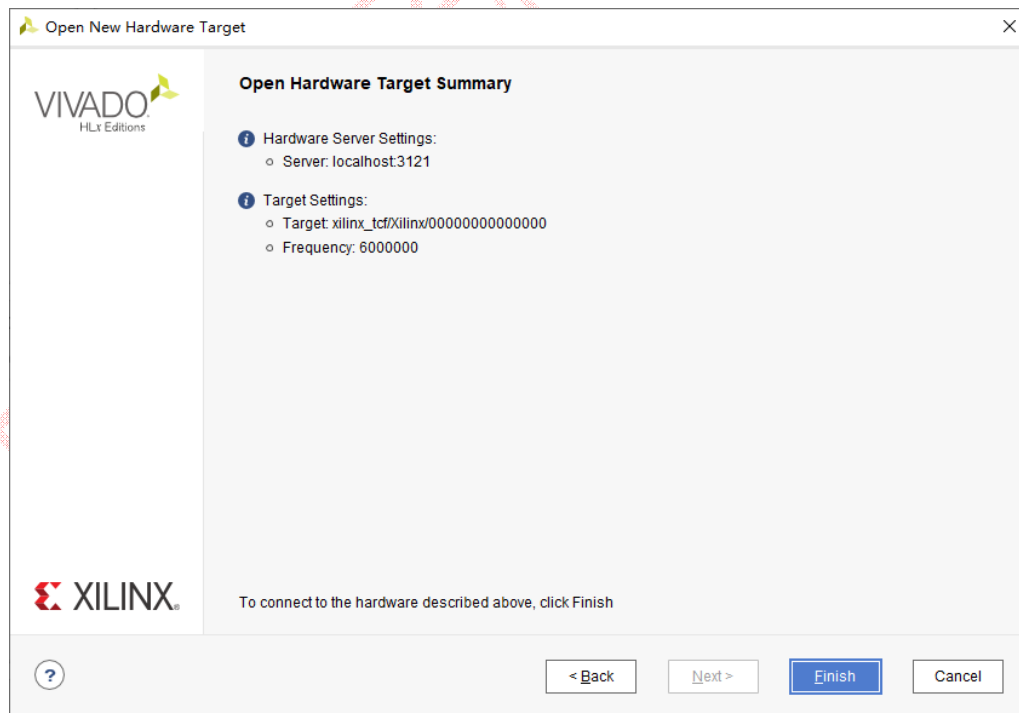 Open New Hardware Target
VIVADO.
HLx Editions
Open Hardware Target Summary
Hardware Server Settings:
Server: localhost:3121
Target Settings:
Target: xilinx_tcf/Xilinx/00000000000000
Frequency: 6000000
XILINX.
To connect to the hardware described above, click Finish
?
< Back
Next >
Finish
Cancel